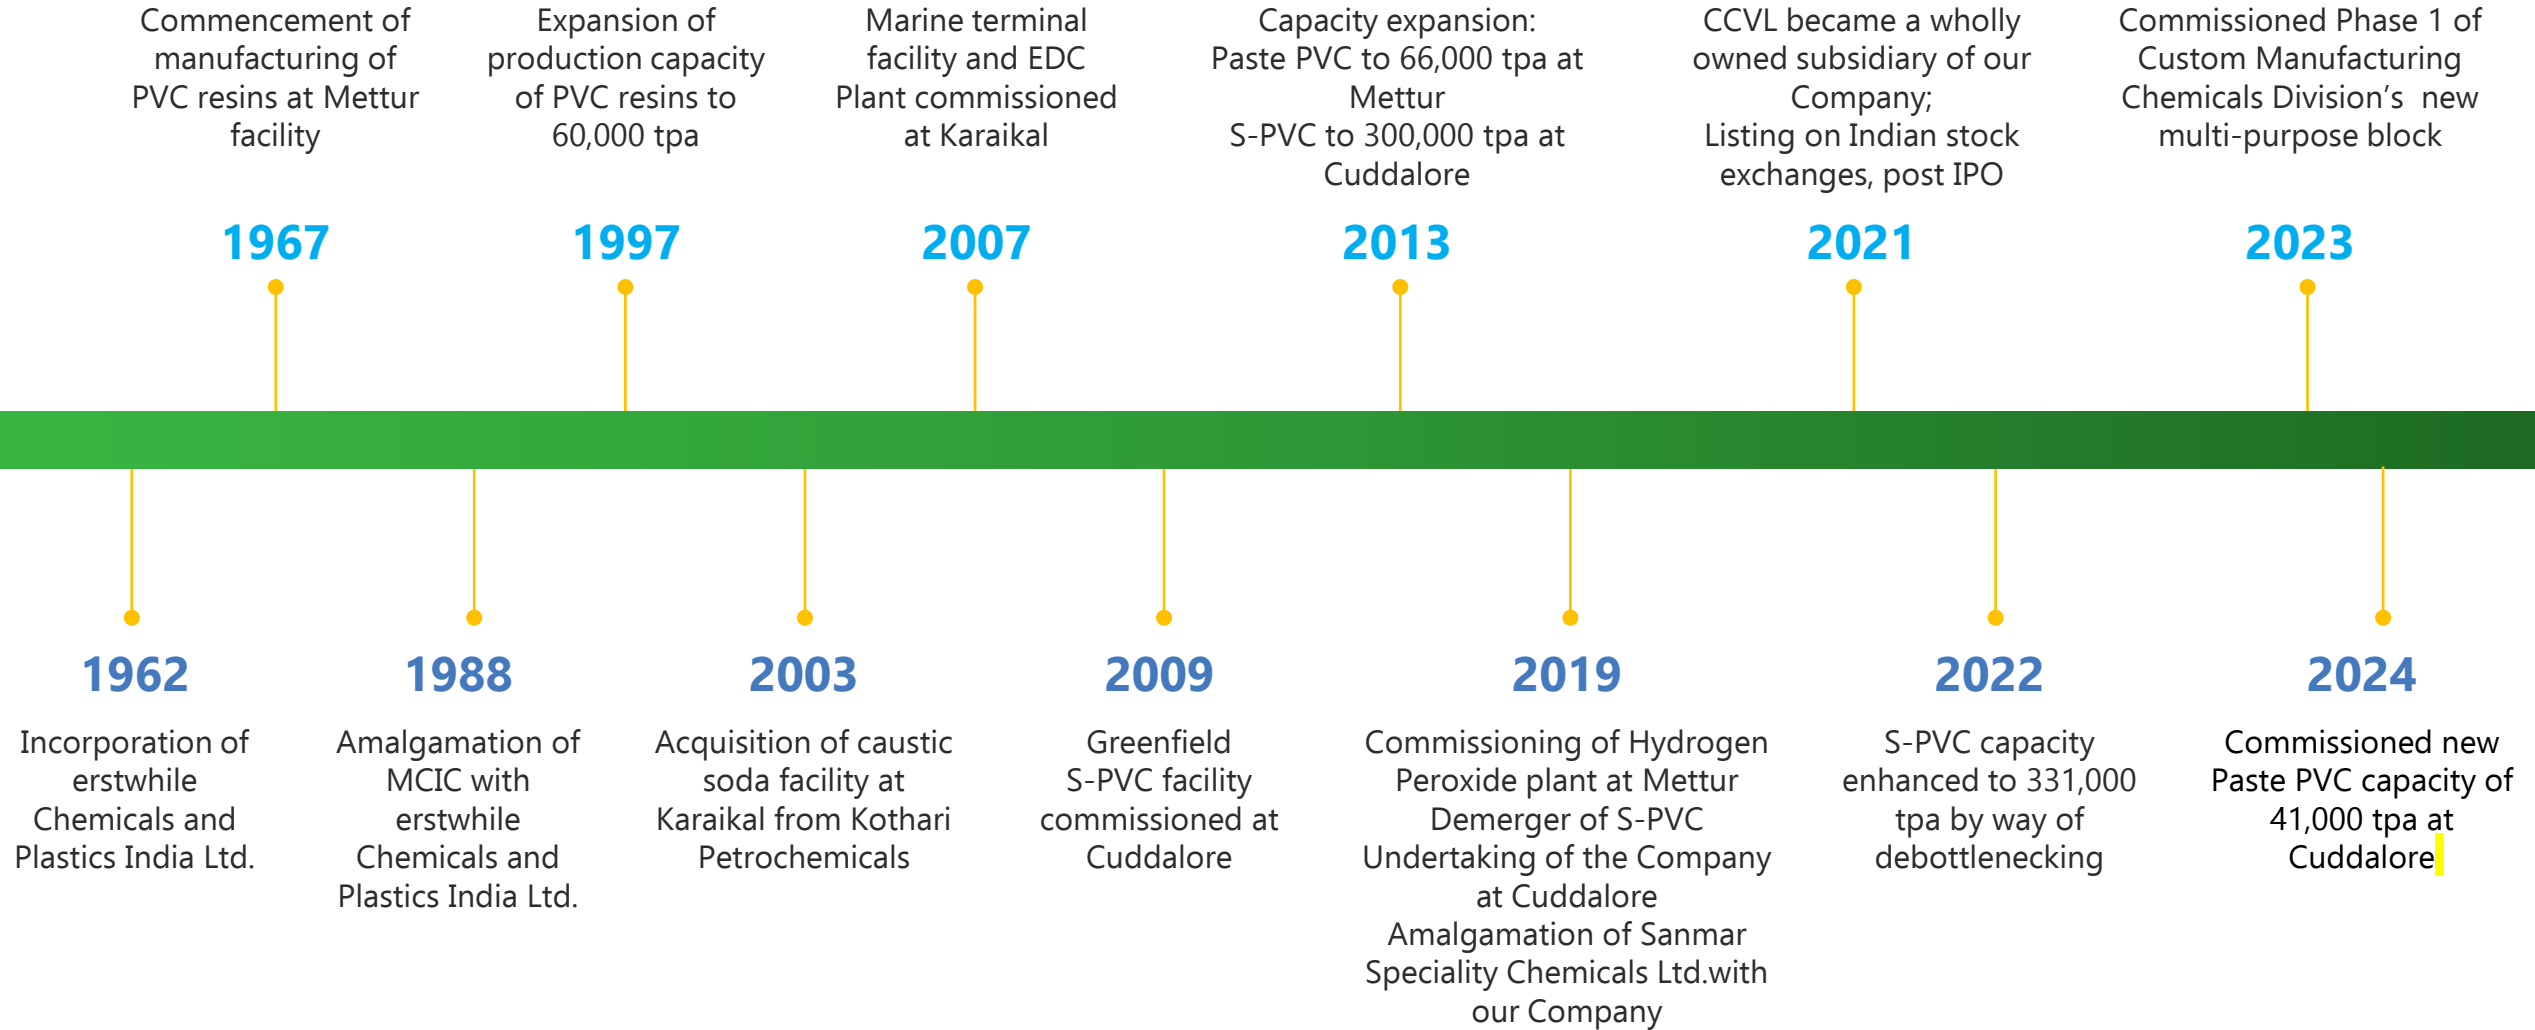 Commencement of
manufacturing of
PVC resins at Mettur
facility
1967
Expansion of
production capacity
of PVC resins to
60,000 tpa
1997
Marine terminal
facility and EDC
Plant commissioned
at Karaikal
2007
Capacity expansion:
Paste PVC to 66,000 tpa at
Mettur
S-PVC to 300,000 tpa at
Cuddalore
2013
CCVL became a wholly
owned subsidiary of our
Company;
Listing on Indian stock
exchanges, post IPO
2021
Commissioned Phase 1 of
Custom Manufacturing
Chemicals Division’s  new
multi-purpose block
2023
1962
Incorporation of
erstwhile
Chemicals and
Plastics India Ltd.
1988
Amalgamation of
MCIC with
erstwhile
Chemicals and
Plastics India Ltd.
2003
Acquisition of caustic
soda facility at
Karaikal from Kothari
Petrochemicals
2009
Greenfield
S-PVC facility
commissioned at
Cuddalore
2019
Commissioning of Hydrogen
Peroxide plant at Mettur
Demerger of S-PVC
Undertaking of the Company
at Cuddalore
Amalgamation of Sanmar
Speciality Chemicals Ltd.with
our Company
2022
S-PVC capacity
enhanced to 331,000
tpa by way of
debottlenecking
2024
Commissioned new
Paste PVC capacity of
41,000 tpa at
Cuddalore